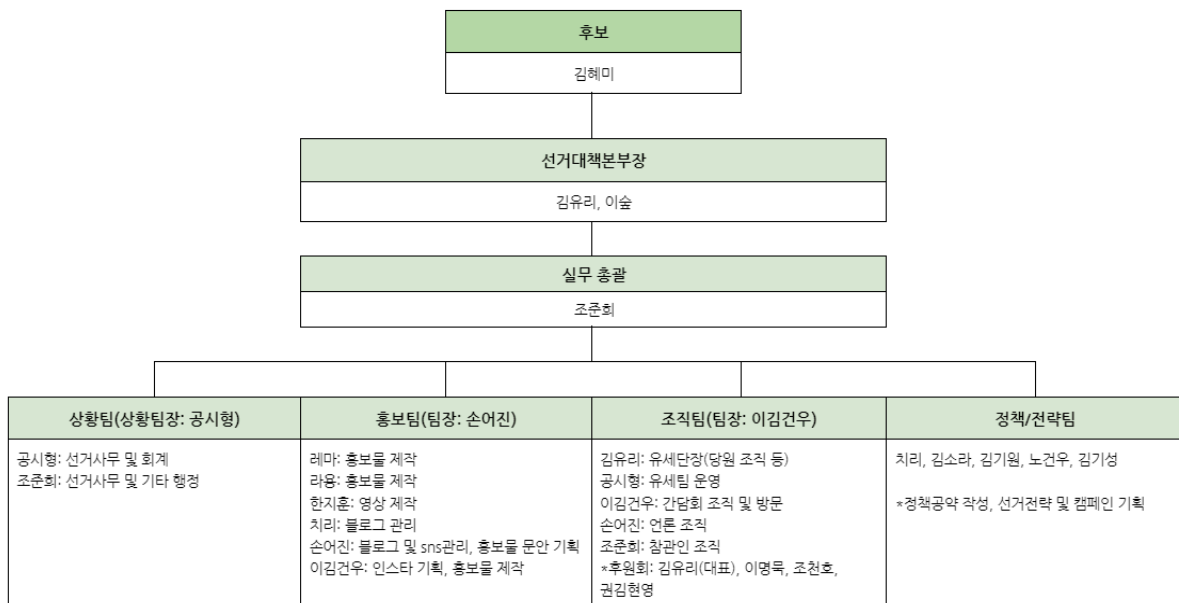 후보
김혜미
선거대책본부장
김유리, 이숲
실무 총괄
조준희
상황팀(상황팀장: 공시형)
공시형: 선거사무 및 회계
조준희: 선거사무 및 기타 행정
홍보팀(팀장: 손어진)
레마: 홍보물 제작
라용: 홍보물 제작
한지훈: 영상 제작
치리: 블로그 관리
손어진: 블로그 및 sns관리, 홍보물 문안 기획
이김건우: 인스타 기획, 홍보물 제작
조직팀(팀장: 이김건우)
김유리: 유세단장(당원 조직 등)
공시형: 유세팀 운영
이김건우: 간담회 조직 및 방문
손어진: 언론 조직
조준희: 참관인 조직
*후원회: 김유리(대표), 이명묵, 조천호,
권김현영
정책/전략팀
치리, 김소라, 김기원, 노건우, 김기성
*정책공약 작성, 선거전략 및 캠페인 기획